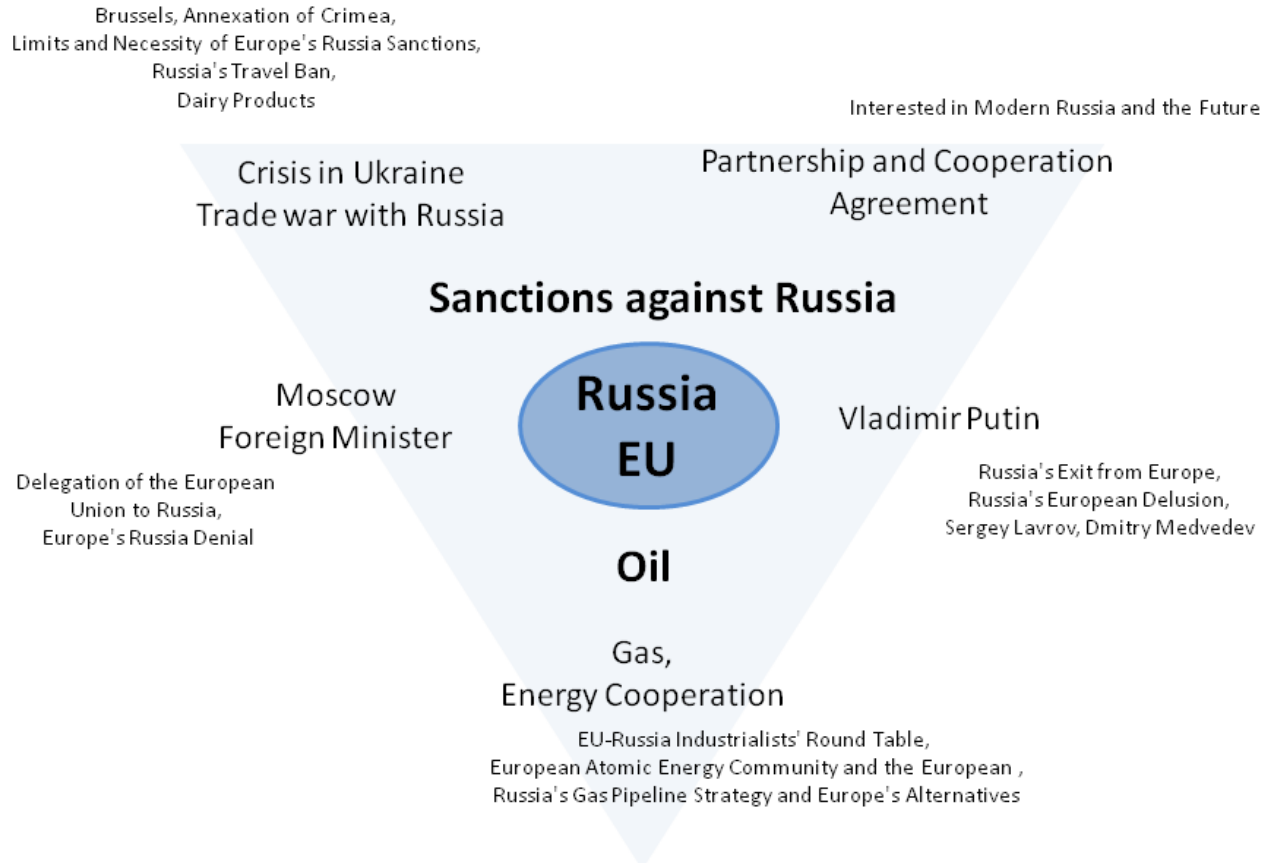 Brussels, Annexation of Crimea,
Limits and Necessity of Europe's Russia Sanctions,
Russia's Travel Ban,
Dairy Products
Interested in Modern Russia and the Future
Crisis in Ukraine
Trade war with Russia
Partnership and Cooperation
Agreement
Sanctions against Russia
Russia
EU
Moscow
Foreign Minister
Vladimir Putin
Delegation of the European
Union to Russia,
Europe's Russia Denial
Russia's Exit from Europe,
Russia's European Delusion,
Sergey Lavrov, Dmitry Medvedev
Oil
Gas,
Energy Cooperation
EU-Russia Industrialists' Round Table,
European Atomic Energy Community and the European ,
Russia's Gas Pipeline Strategy and Europe's Alternatives